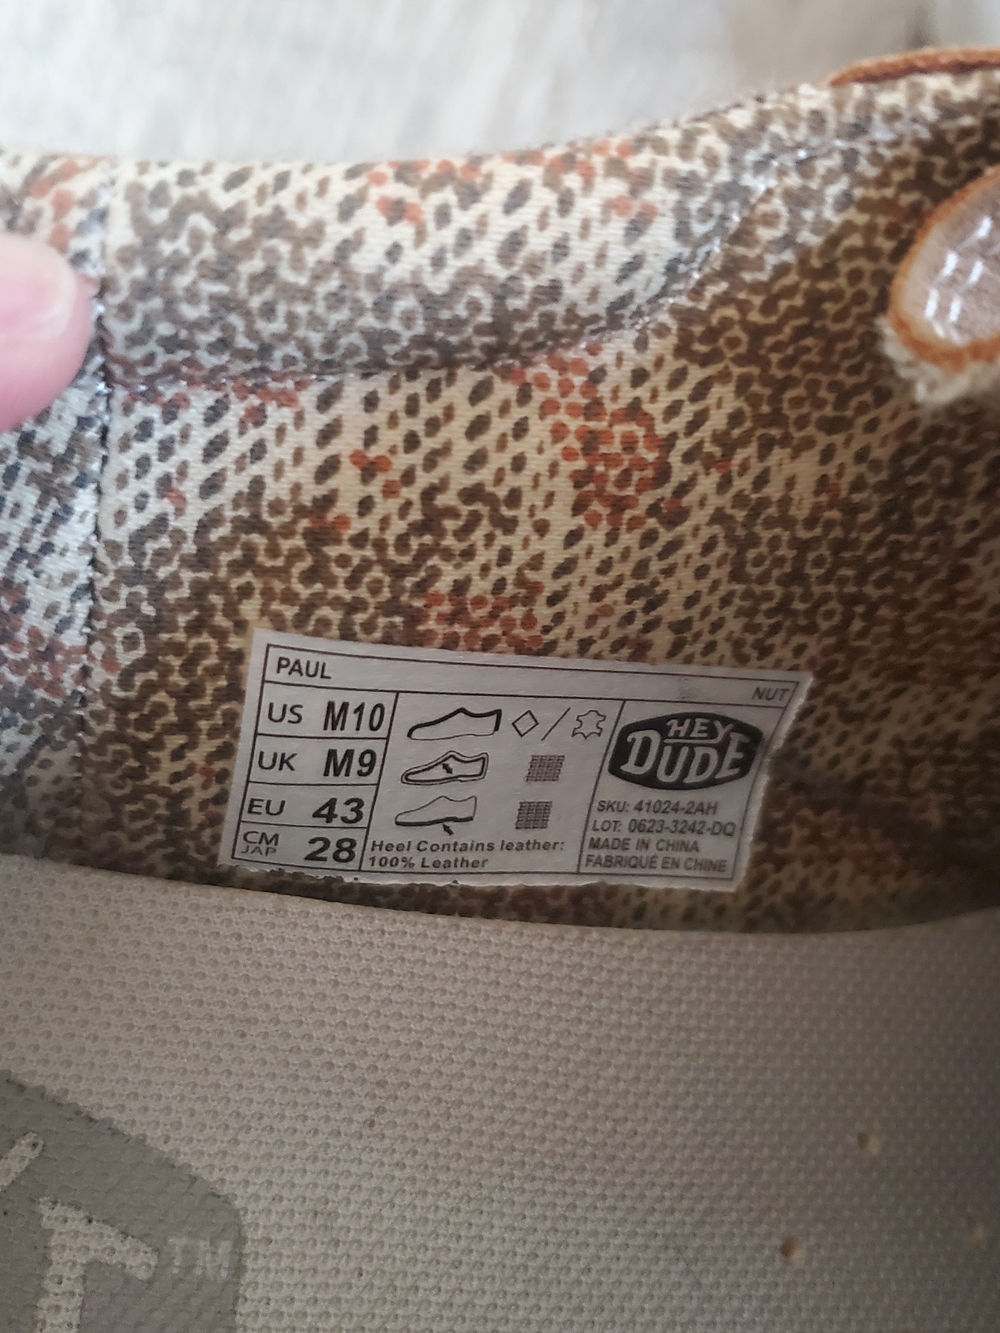 PAUL
NUT
US M10
UK M9
EU 43
CM
JAP 28
Heel Contains leather:
100% Leather
HEY
DUDE
SKU: 41024-2AH
LOT: 0623-3242-DQ
MADE IN CHINA
FABRIQUÉ EN CHINE
TM